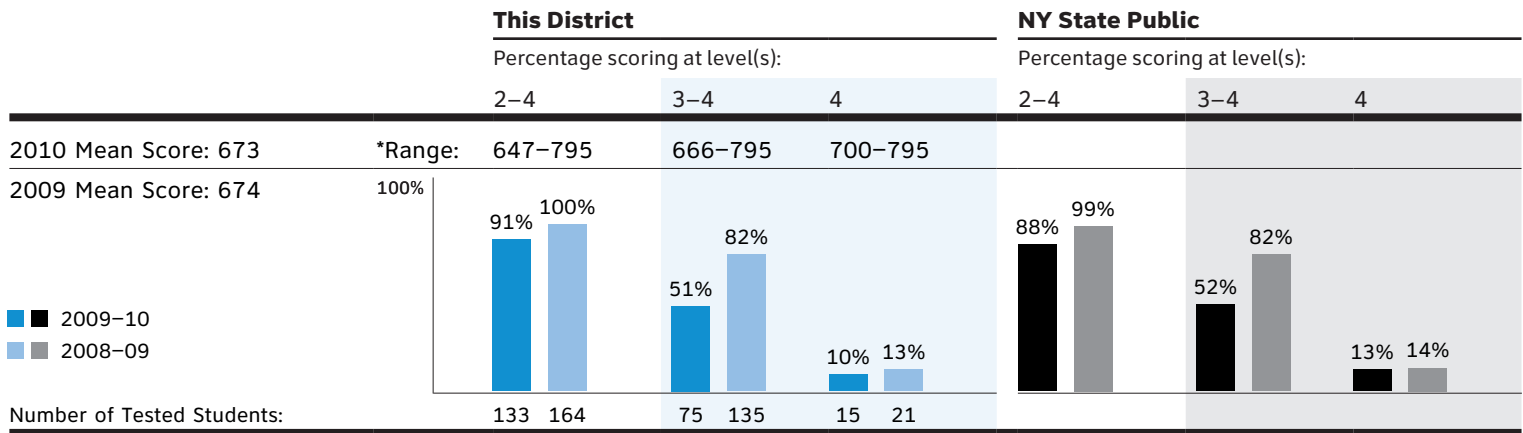 This District NY State Public
Percentage scoring at level(s): Percentage scoring at level(s):
2–4 3–4 4 2–4 3–4 4
2010 Mean Score: 673 *Range: 647–795 666–795 700–795
2009 Mean Score: 674 100%
91% 100% 51% 82% 10% 13% 88% 99% 52% 82% 13% 14%
2009–10
2008–09
Number of Tested Students: 133 164 75 135 15 21